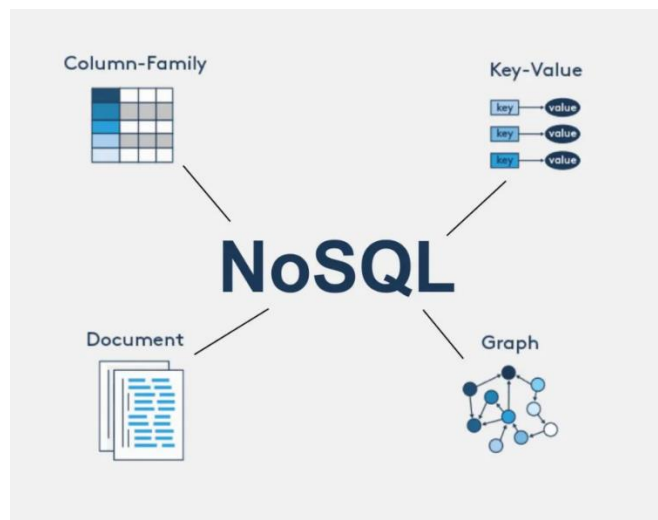 Column-Family
Key-Value
key value
key value
key value
NoSQL
Document
Graph